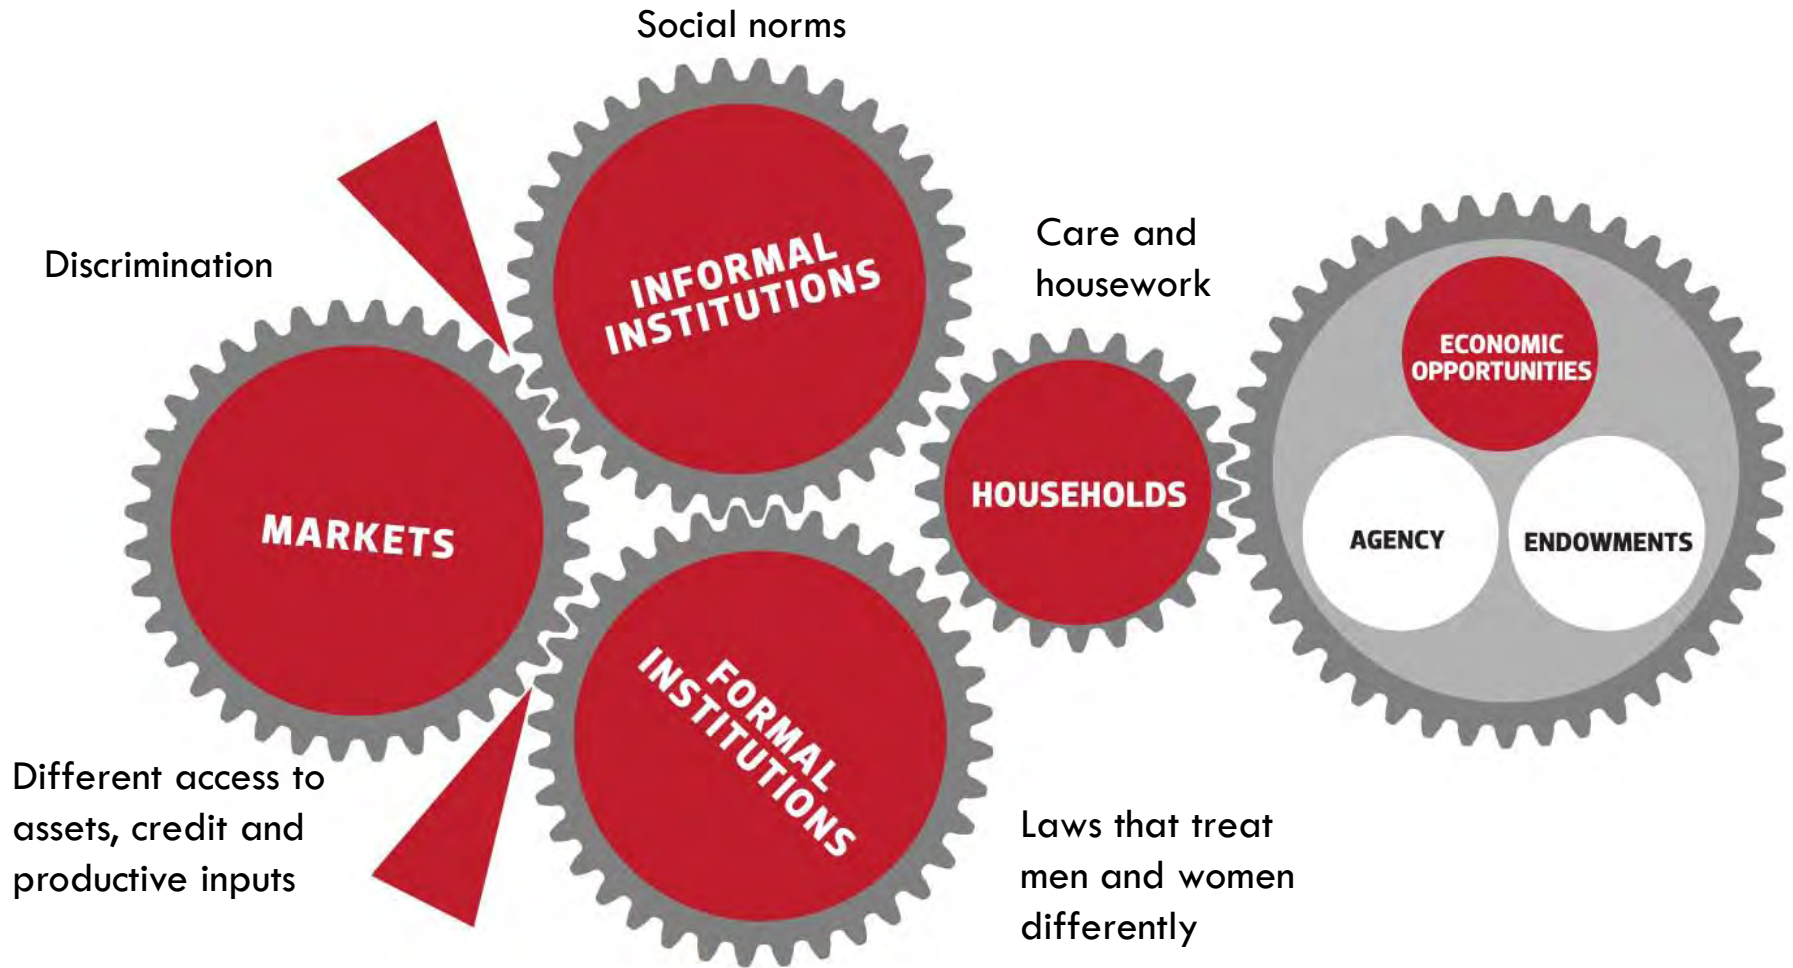 Social norms
INFORMAL
INSTITUTIONS
Discrimination
MARKETS
Different access to
assets, credit and
productive inputs
FORMAL
INSTITUTIONS
Laws that treat
men and women
differently
Care and
housework
HOUSEHOLDS
ECONOMIC
OPPORTUNITIES
AGENCY
ENDOWMENTS